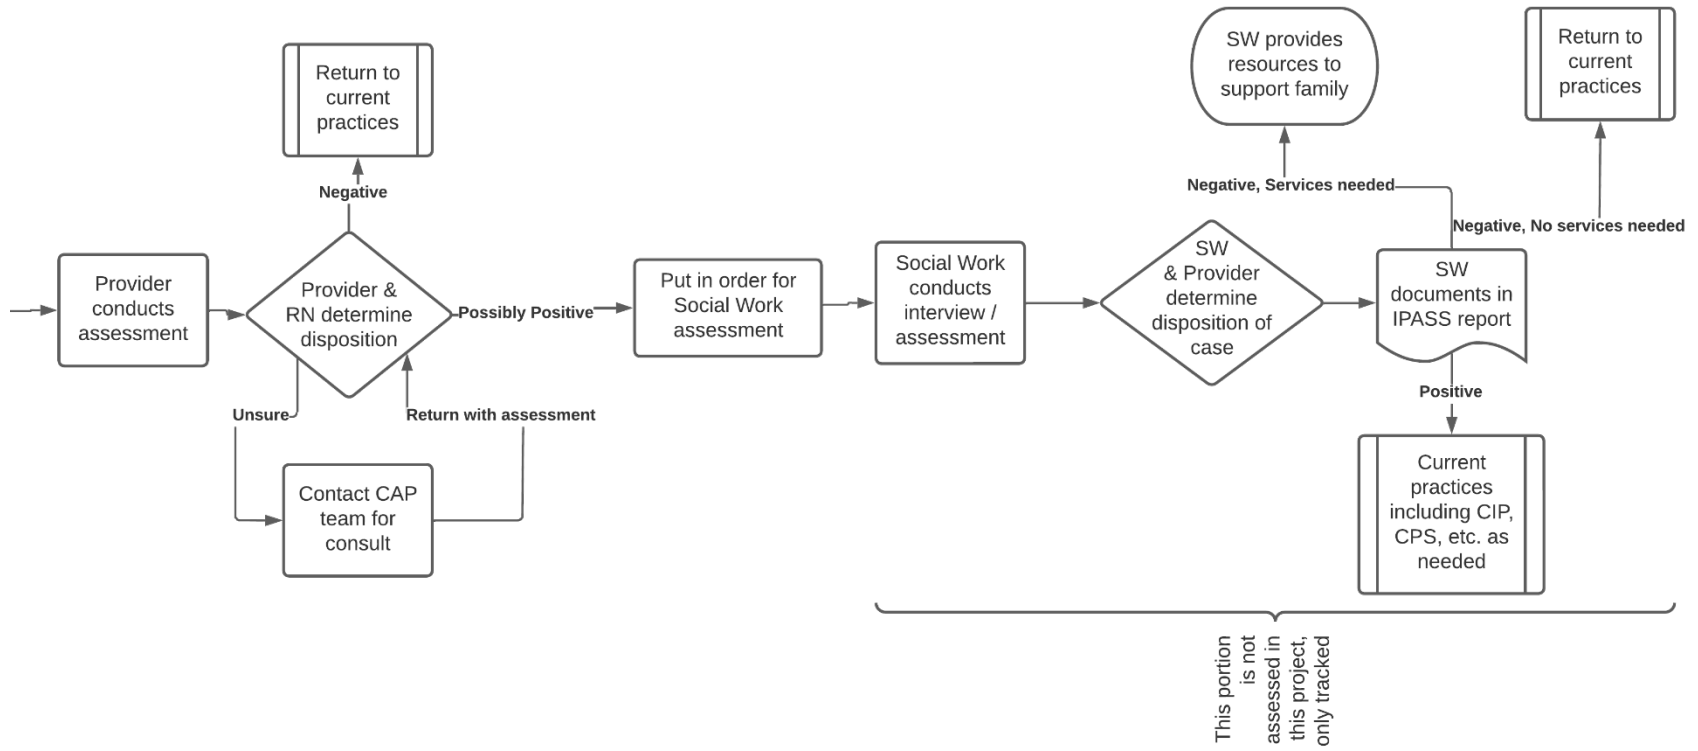 Return to
current
practices
Negative
Provider
conducts
assessment
Provider &
RN determine
disposition
Possibly Positive
Unsure
Return with assessment
Contact CAP
team for
consult
Put in order for
Social Work
assessment
Social Work
conducts
interview /
assessment
SW
& Provider
determine
disposition of
case
SW
documents in
IPASS report
Negative, Services needed
SW provides
resources to
support family
Negative, No services needed
Return to
current
practices
Positive
Current
practices
including CIP,
CPS, etc. as
needed
This portion
is not
assessed in
this project,
only tracked